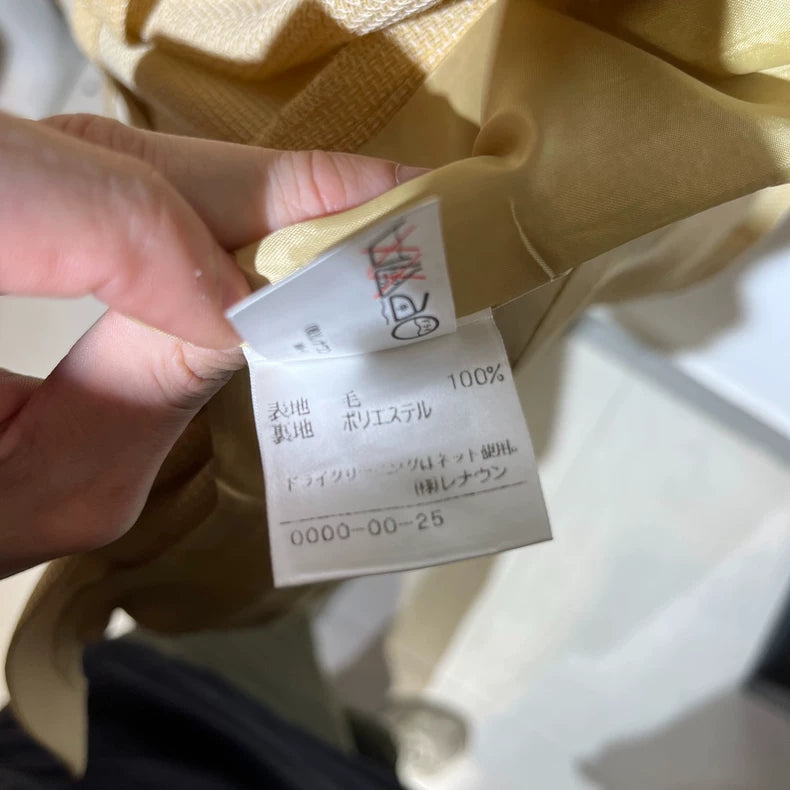 表地 毛 100%
裏地 ポリエステル
ドライクリーニングはネット使用。
(株)レナウン
0000-00-25